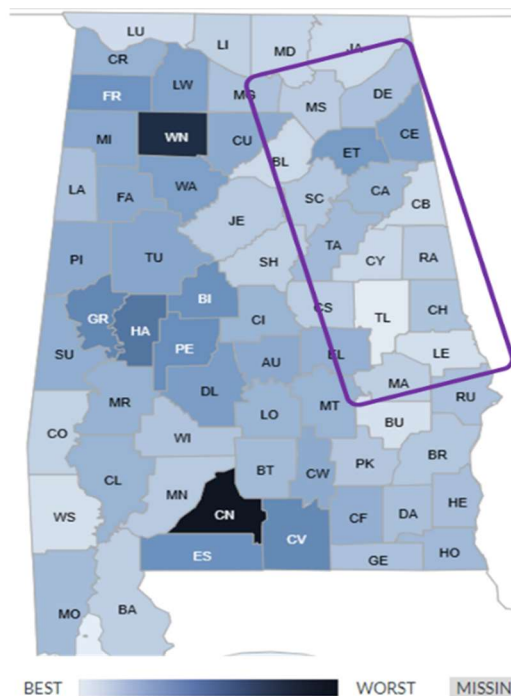 LU
LI
MD
JA
CR
LW
MG
MS
DE
FR
MI
WN
CU
BL
ET
CE
LA
FA
WA
JE
SC
CA
CB
PI
TU
SH
TA
CY
RA
GR
HA
BI
CI
CS
TL
CH
SU
PE
AU
EL
LE
MR
DL
LO
MT
MA
RU
CO
WI
BU
CL
BT
CW
PK
BR
WS
MN
CN
CV
CF
DA
HE
ES
GE
HO
MO
BA
BEST
WORST
MISSIN